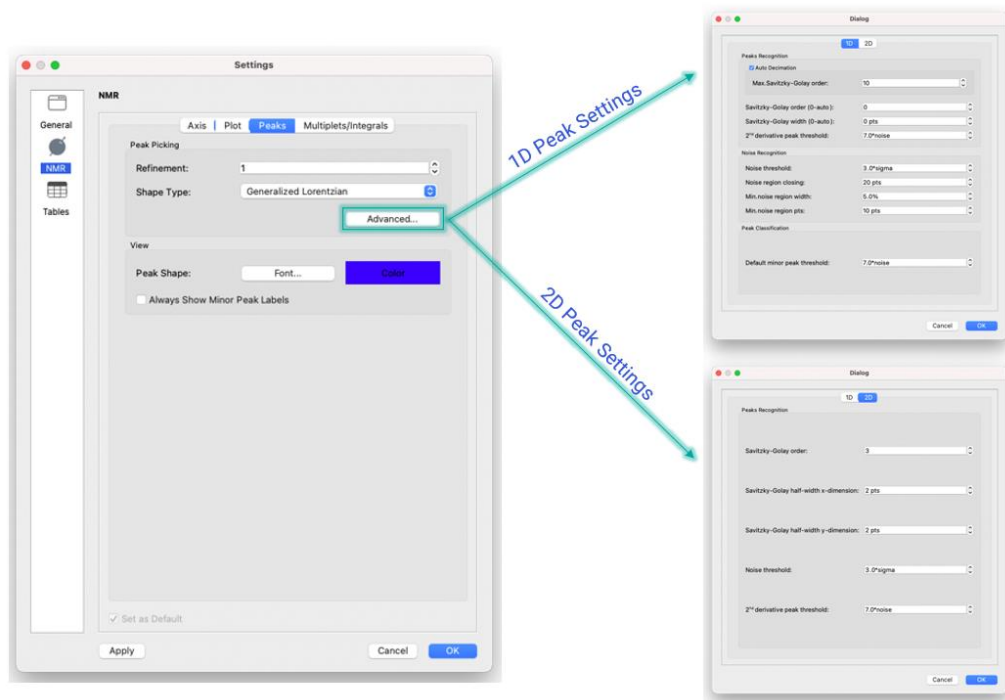 Settings
General
NMR
Tables
NMR
Axis Plot Peaks Multiplets/Integrals
Peak Picking
Refinement: 1
Shape Type: Generalized Lorentzian
Advanced...
View
Peak Shape: Font... Color
Always Show Minor Peak Labels
Set as Default
Apply Cancel OK
1D Peak Settings
2D Peak Settings
Dialog
1D 2D
Peaks Recognition
Auto Decimation
Max.Savitzky-Golay order: 10
Savitzky-Golay order (0-auto): 0
Savitzky-Golay width (0-auto): 0 pts
2nd derivative peak threshold: 7.0*noise
Noise Recognition
Noise threshold: 3.0*sigma
Noise region closing: 20 pts
Min.noise region width: 5.0%
Min.noise region pts: 10 pts
Peak Classification
Default minor peak threshold: 7.0*noise
Cancel OK
Dialog
1D 2D
Peaks Recognition
Savitzky-Golay order: 3
Savitzky-Golay half-width x-dimension: 2 pts
Savitzky-Golay half-width y-dimension: 2 pts
Noise threshold: 3.0*sigma
2nd derivative peak threshold: 7.0*noise
Cancel OK